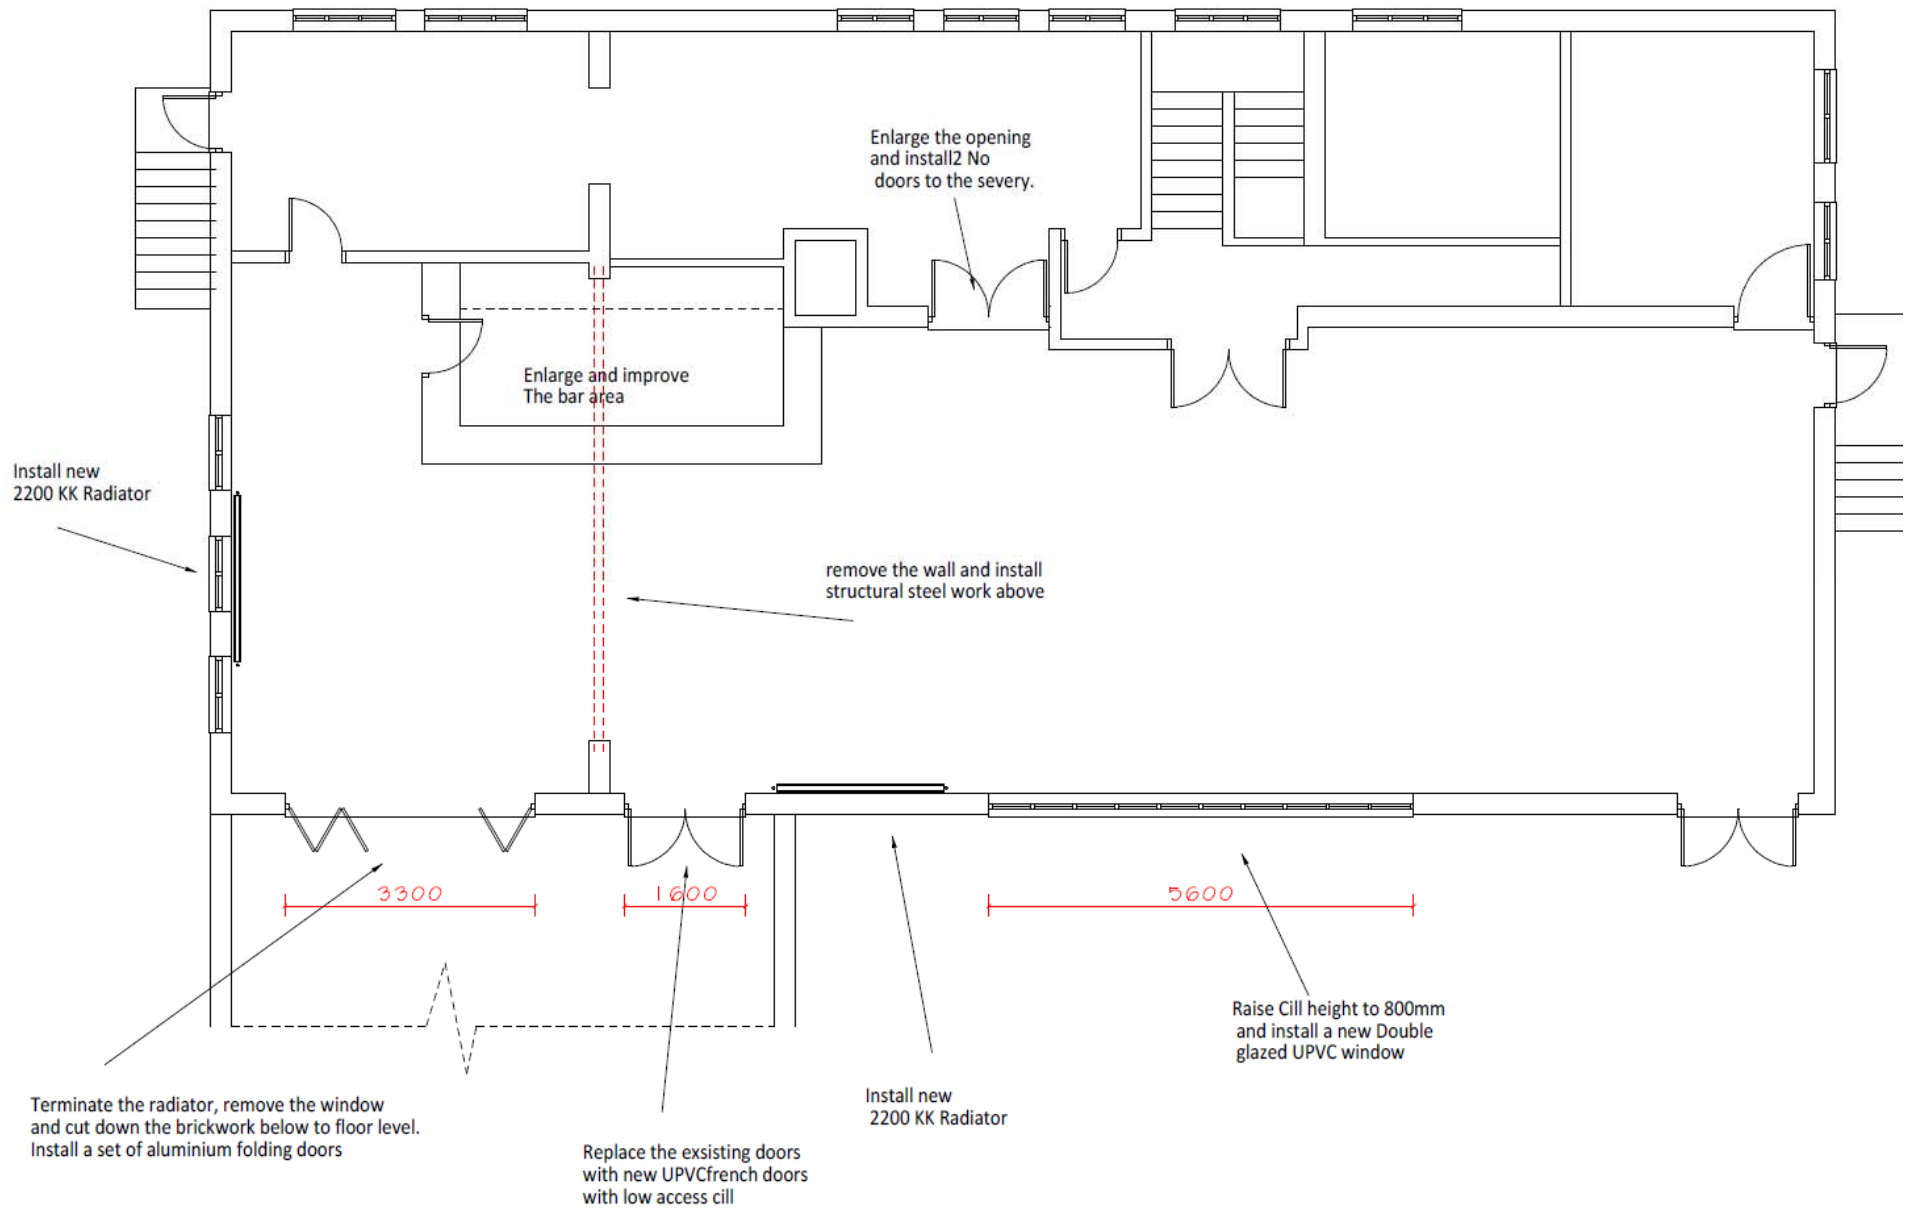 Enlarge the opening
and install2 No
doors to the severy.
Enlarge and improve
The bar area
Install new
2200 KK Radiator
remove the wall and install
structural steel work above
3300
1600
5600
Raise Cill height to 800mm
and install a new Double
glazed UPVC window
Install new
2200 KK Radiator
Terminate the radiator, remove the window
and cut down the brickwork below to floor level.
Install a set of aluminium folding doors
Replace the exsisting doors
with new UPVCfrench doors
with low access cill